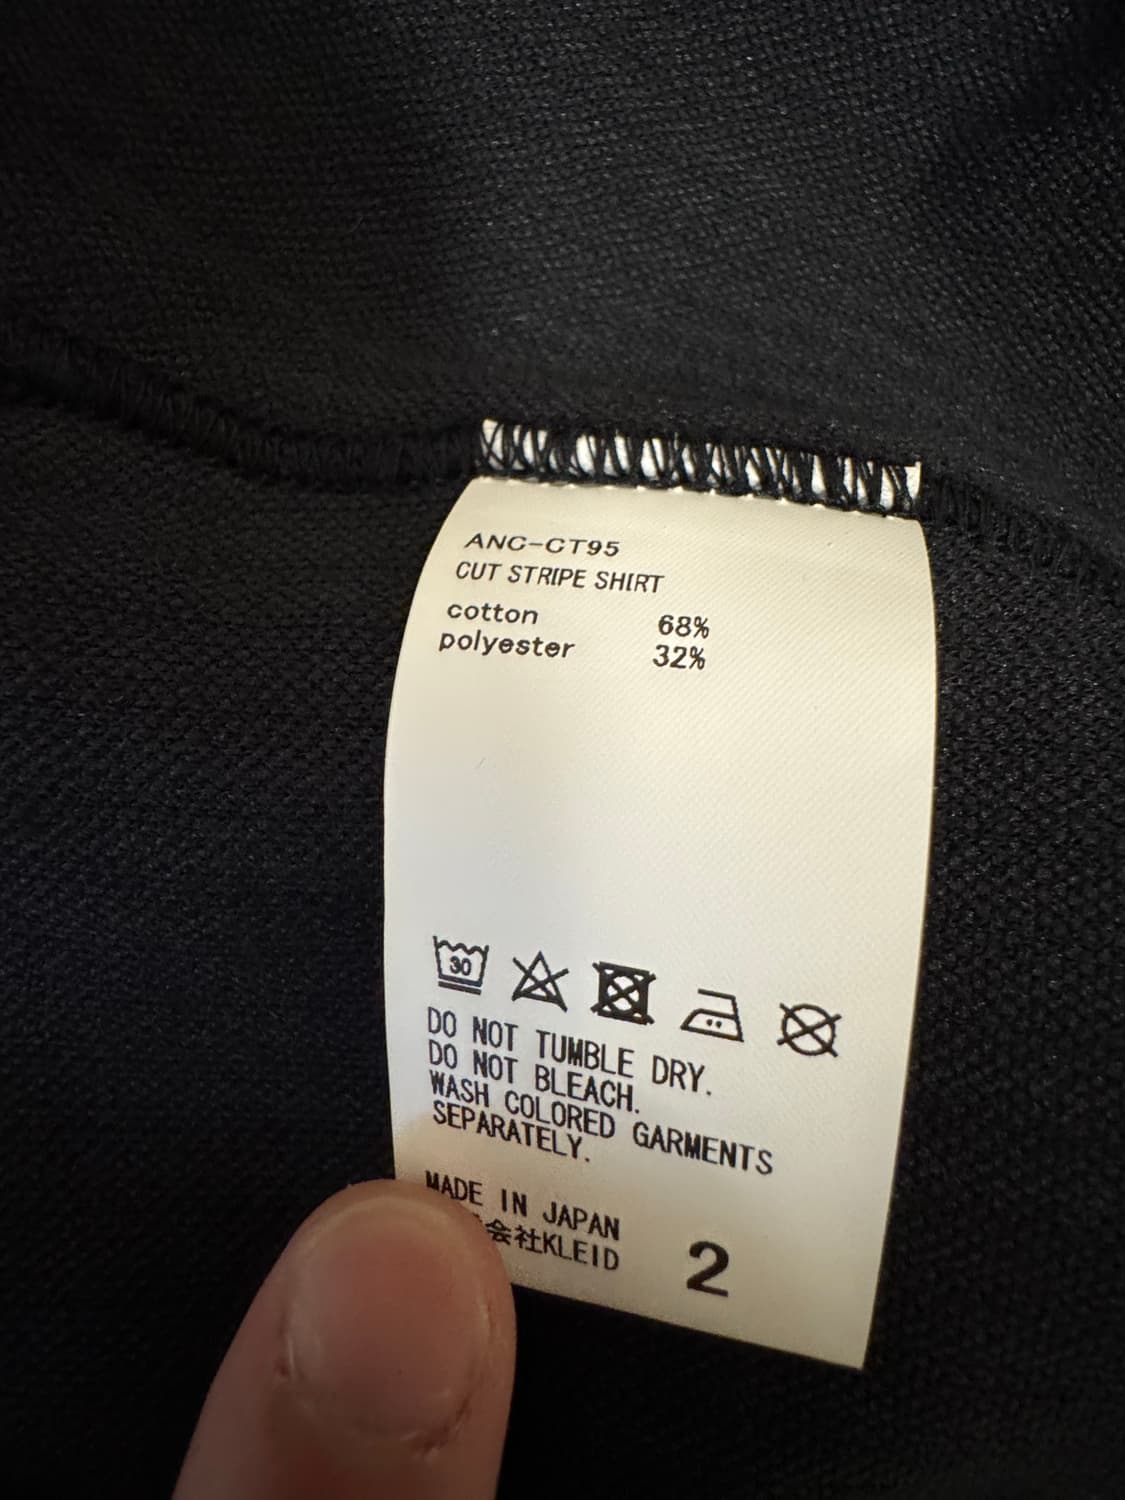 ANC-CT95
CUT STRIPE SHIRT
cotton 68%
polyester 32%
30
DO NOT TUMBLE DRY.
DO NOT BLEACH.
WASH COLORED GARMENTS
SEPARATELY.
MADE IN JAPAN
会社KLEID
2